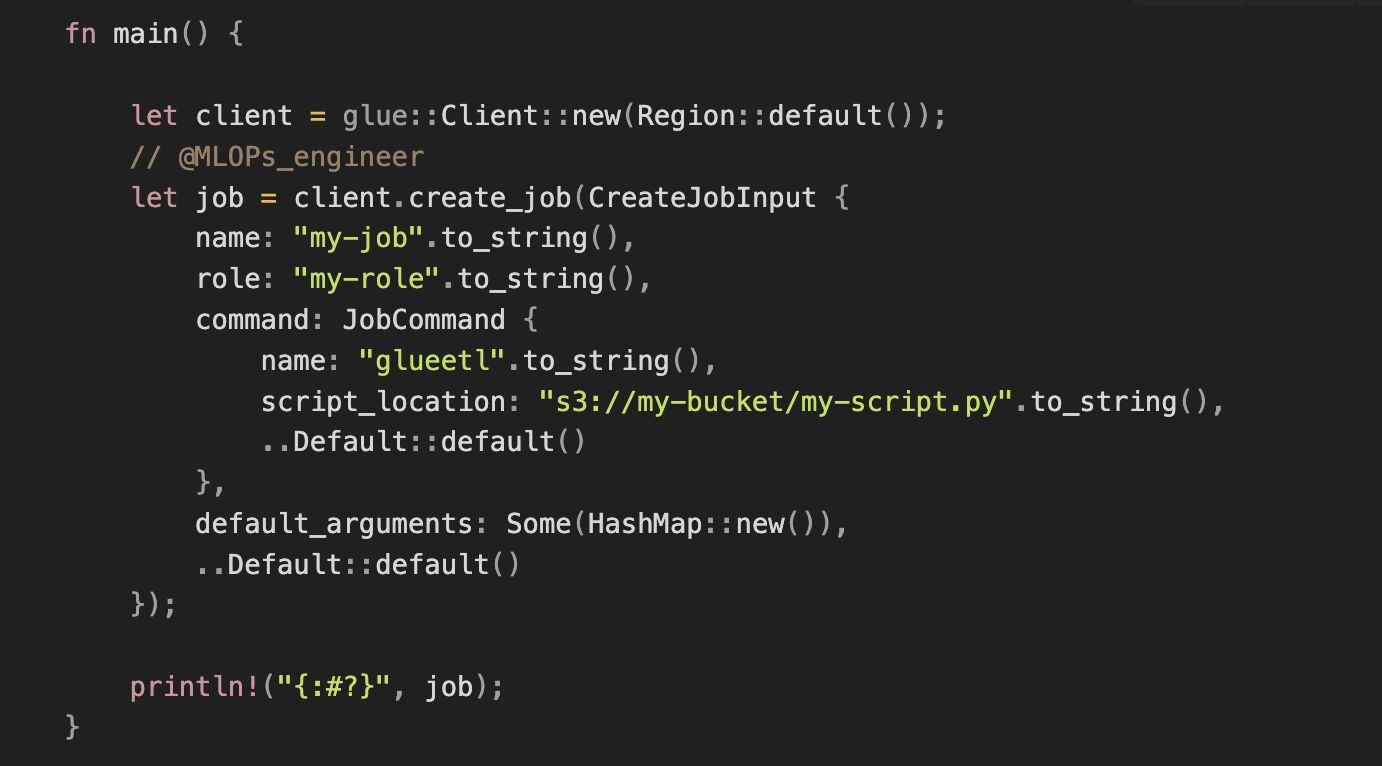 fn main() {
let client = glue::Client::new(Region::default());
// @MLOPs_engineer
let job = client.create_job(CreateJobInput {
name: "my-job".to_string(),
role: "my-role".to_string(),
command: JobCommand {
name: "glueetl".to_string(),
script_location: "s3://my-bucket/my-script.py".to_string(),
..Default::default()
},
default_arguments: Some(HashMap::new()),
..Default::default()
});
println!("{:#?}", job);
}